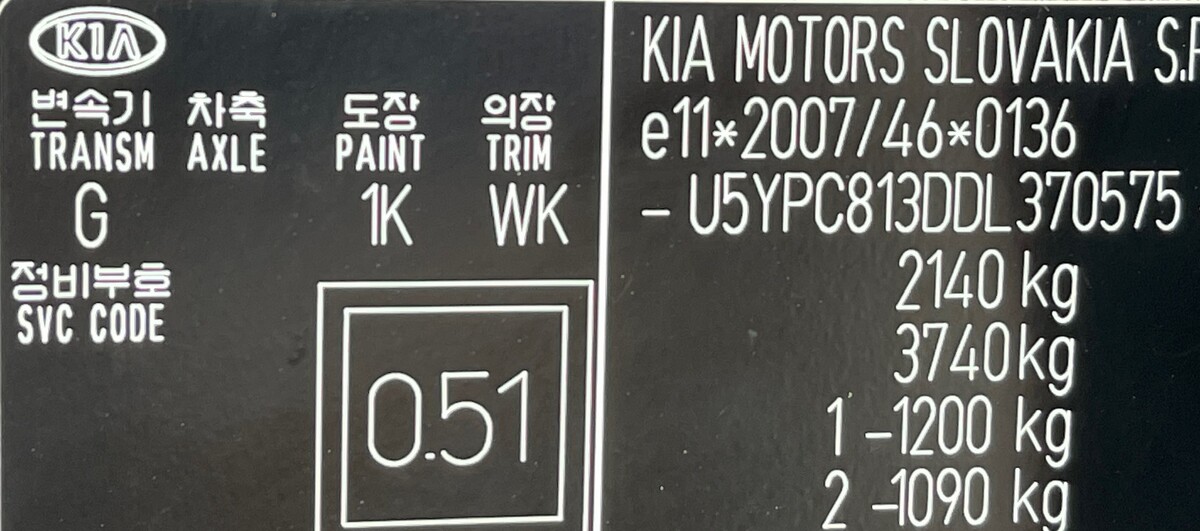 KIA
변속기 차축 도장 의장
TRANSM AXLE PAINT TRIM
G 1K WK
정비부호
SVC CODE
0.51
KIA MOTORS SLOVAKIA S.R
e11*2007/46*0136
- U5YPC813DDL370575
2140 kg
3740 kg
1 -1200 kg
2 -1090 kg